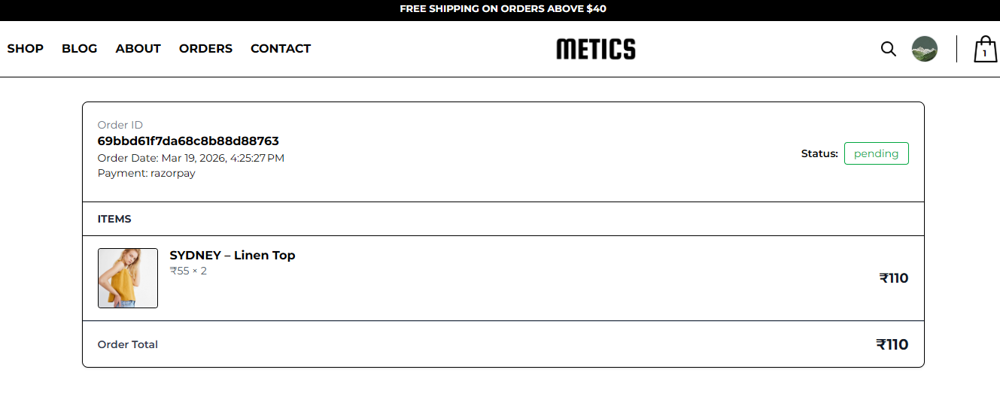 FREE SHIPPING ON ORDERS ABOVE $40
SHOP BLOG ABOUT ORDERS CONTACT METICS 1
Order ID
69bbd61f7da68c8b88d88763
Order Date: Mar 19, 2026, 4:25:27 PM
Payment: razorpay
Status: pending
ITEMS
SYDNEY – Linen Top
₹55 × 2
₹110
Order Total ₹110